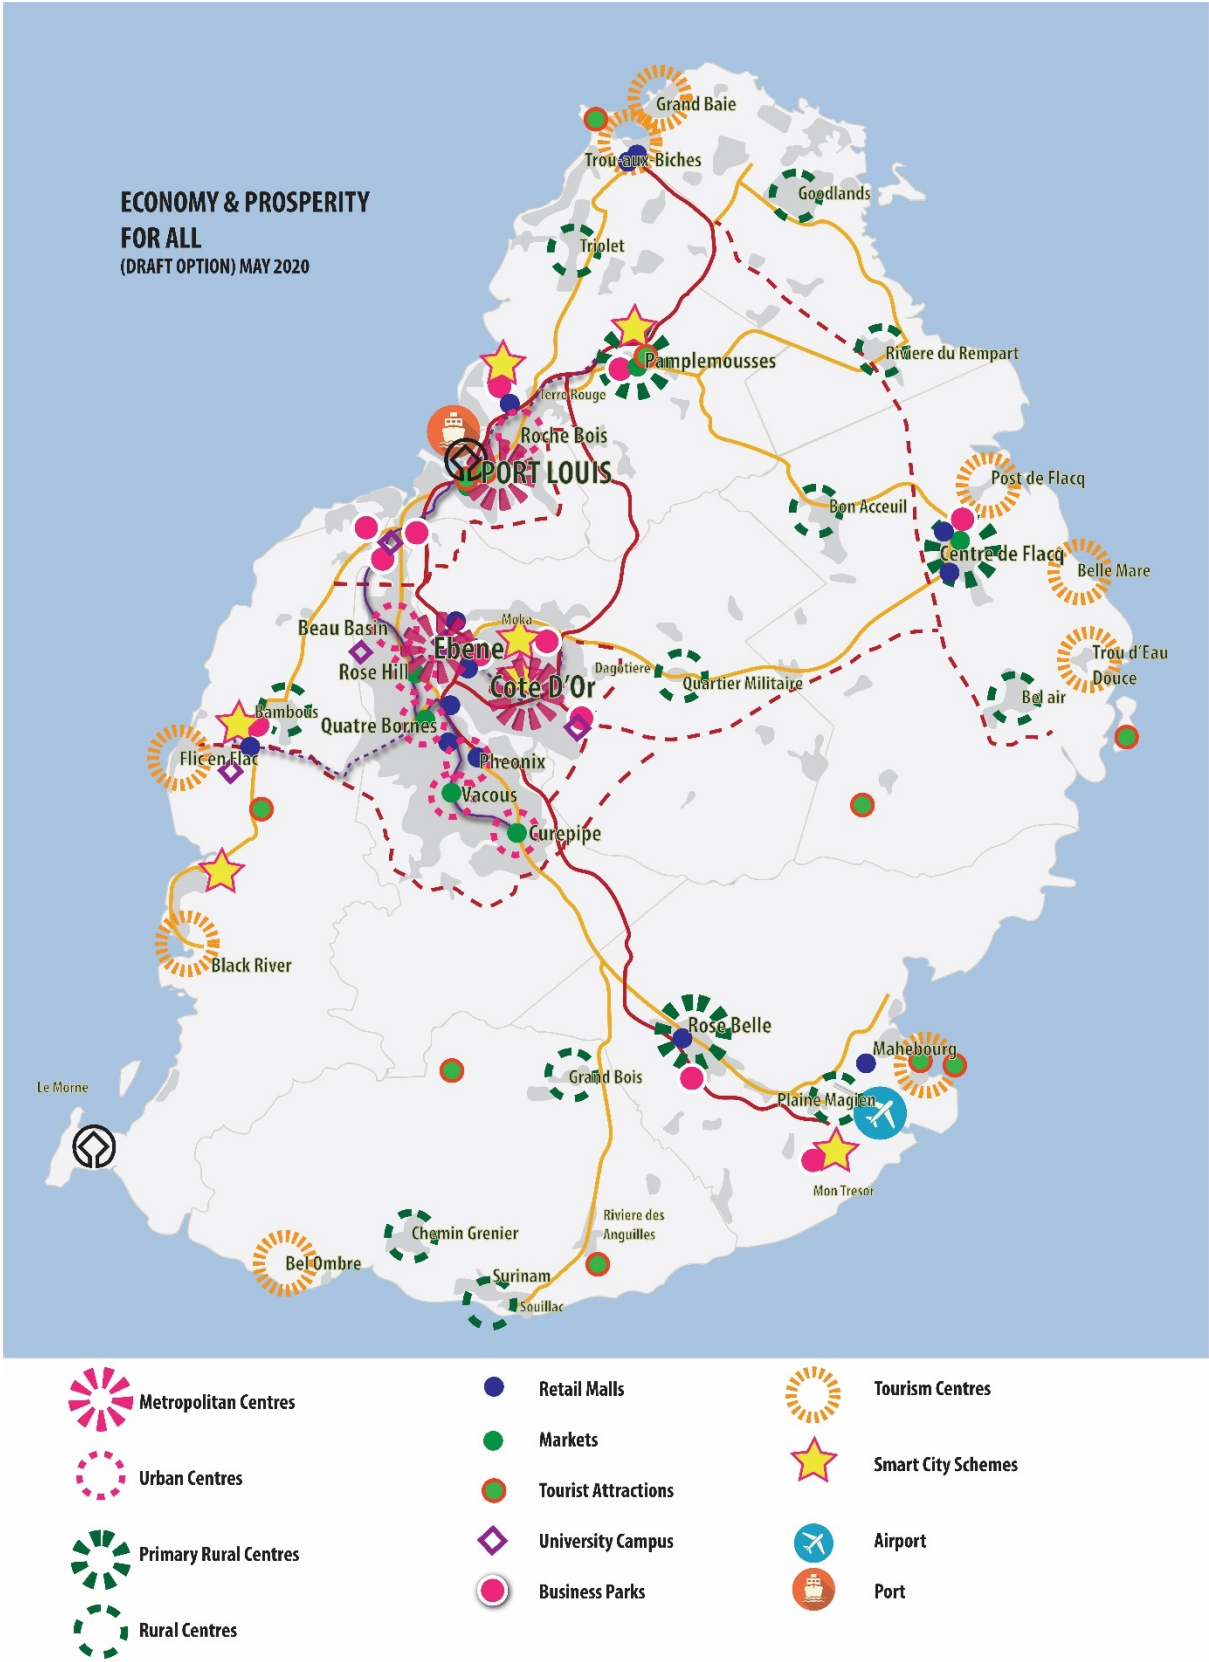 ECONOMY & PROSPERITY
FOR ALL
(DRAFT OPTION) MAY 2020
Grand Baie
Trou-aux-Biches
Goodlands
Triolet
Riviere du Rempart
Pamplemousses
Terre Rouge
Roche Bois
PORT LOUIS
Post de Flacq
Bon Acceuil
Centre de Flacq
Belle Mare
Moka
Beau Basin
Ebene
Trou d'Eau
Douce
Rose Hill
Dagotiere
Quartier Militaire
Cote D'Or
Bel air
Bambous
Quatre Bornes
Flic en Flac
Pheonix
Vacous
Curepipe
Black River
Rose Belle
Mahebourg
Grand Bois
Le Morne
Plaine Magien
Mon Tresor
Riviere des
Anguilles
Chemin Grenier
Bel Ombre
Surinam
Souillac
Metropolitan Centres
Urban Centres
Primary Rural Centres
Rural Centres
Retail Malls
Markets
Tourist Attractions
University Campus
Business Parks
Tourism Centres
Smart City Schemes
Airport
Port